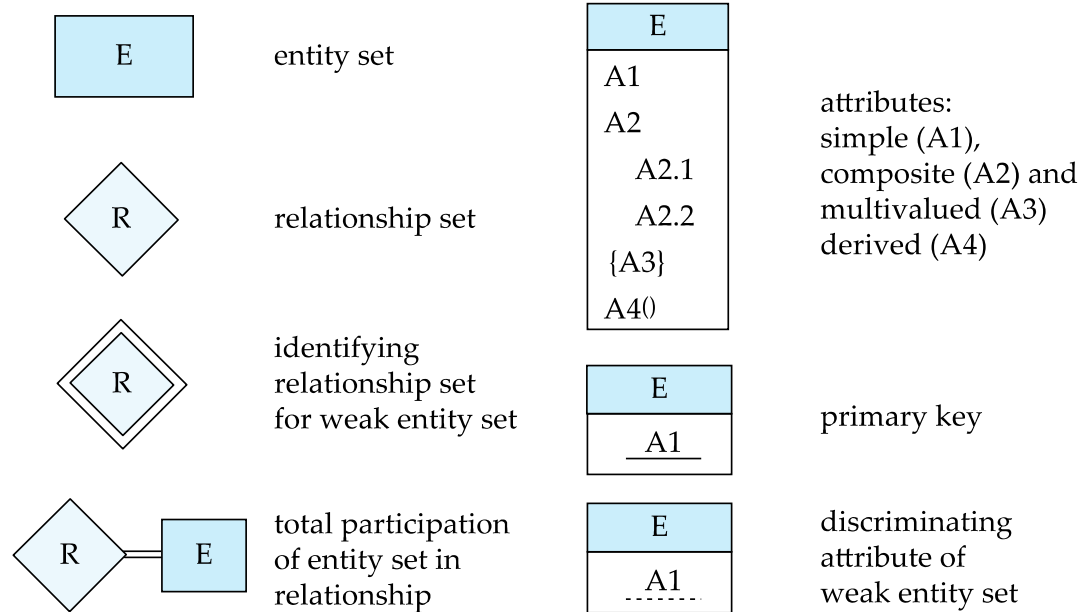 E
entity set
R
relationship set
R
identifying
relationship set
for weak entity set
R
E
total participation
of entity set in
relationship
E
A1
A2
A2.1
A2.2
{A3}
A4()
attributes:
simple (A1),
composite (A2) and
multivalued (A3)
derived (A4)
E
A1
primary key
E
A1
discriminating
attribute of
weak entity set